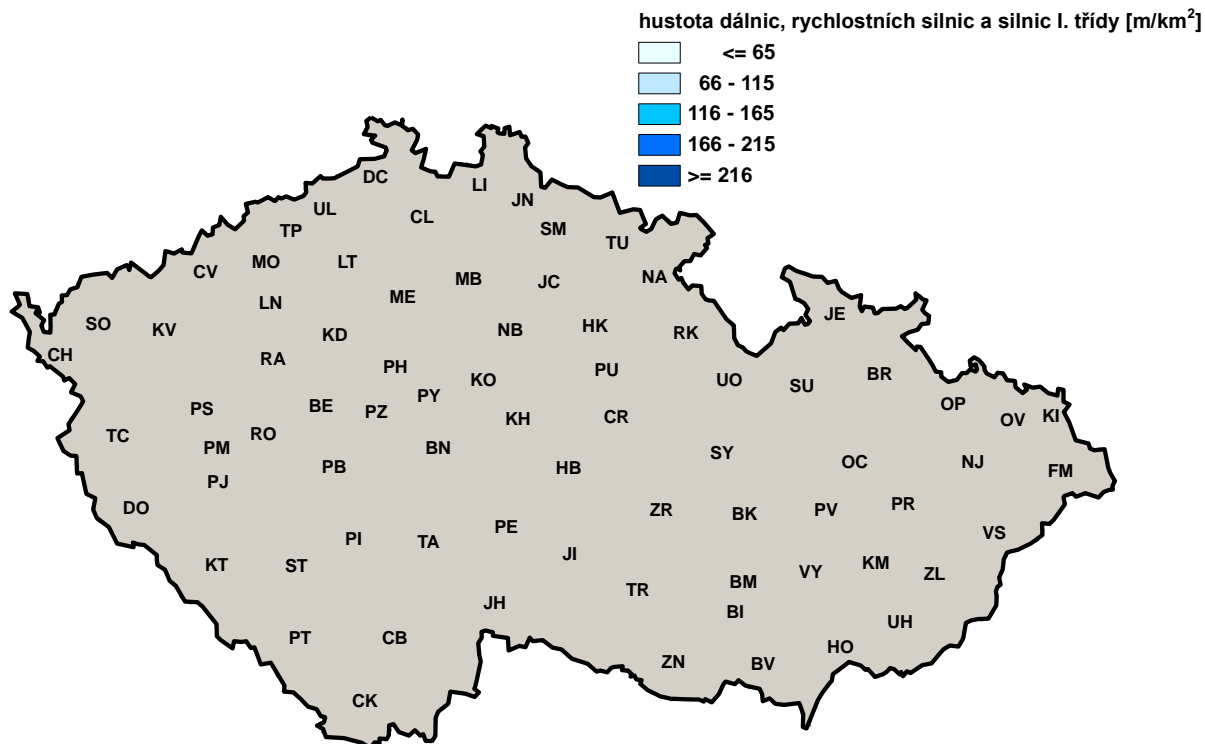 hustota dálnic, rychlostních silnic a silnic I. třídy [m/km²]
<= 65
66 - 115
116 - 165
166 - 215
>= 216
DC
LI
JN
UL
CL
TP
SM
TU
MO
LT
CV
MB
JC
NA
ME
LN
JE
SO
KV
KD
NB
HK
RK
CH
RA
PH
PU
KO
UO
SU
BR
PY
PS
BE
PZ
KH
CR
OP
OV
KI
TC
RO
PM
BN
SY
PB
HB
OC
NJ
FM
PJ
DO
ZR
BK
PV
PR
PI
TA
PE
VS
JI
KT
ST
VY
KM
ZL
BM
TR
JH
BI
UH
PT
CB
HO
ZN
BV
CK